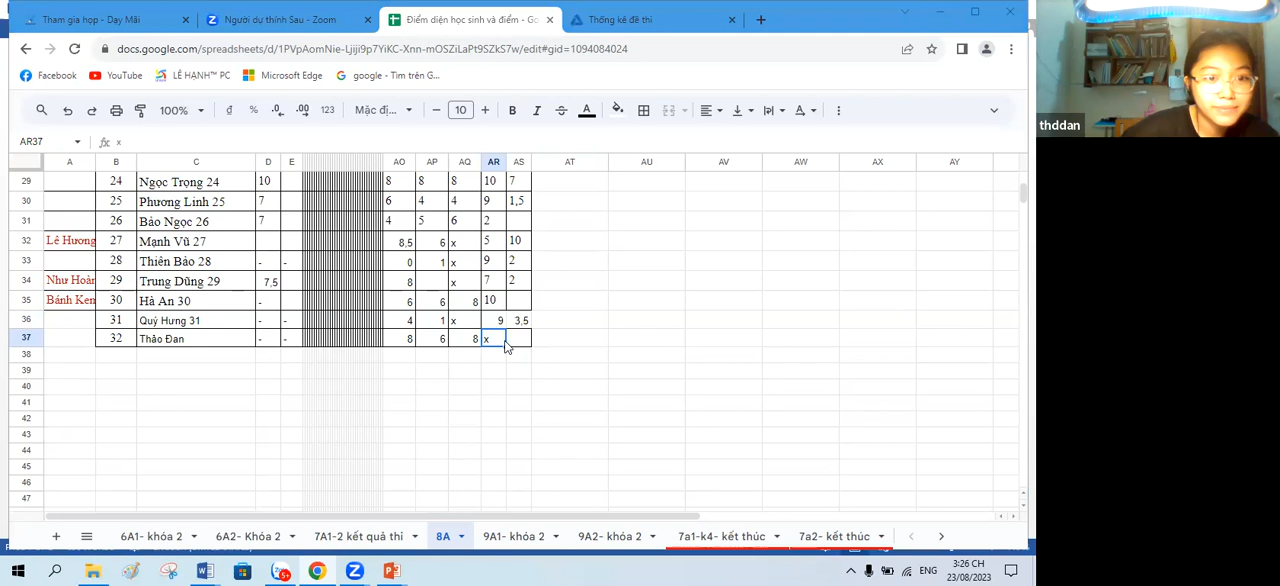 Tham gia họp - Dạy Mãi
Người dự thính Sau - Zoom
Điểm diện học sinh và điểm - Go
Thống kê đề thi
docs.google.com/spreadsheets/d/1PVpAomNie-Ljiji9p7YiKC-Xnn-mOSZiLaPt9SZkS7w/edit#gid=1094084024
Facebook YouTube LÊ HẠNH™ PC Microsoft Edge google - Tìm trên G...
100% đ % .0 .00 123 Mặc đị... 10 B I A
AR37 fx x
A B C D E AO AP AQ AR AS AT AU AV AW AX AY
29 24 Ngọc Trọng 24 10 8 8 8 10 7
30 25 Phương Linh 25 7 6 4 4 9 1,5
31 26 Bảo Ngọc 26 7 4 5 6 2
32 Lê Hương 27 Mạnh Vũ 27 8,5 6 x 5 10
33 28 Thiên Bảo 28 - - 0 1 x 9 2
34 Như Hoàn 29 Trung Dũng 29 7,5 8 x 7 2
35 Bánh Kem 30 Hà An 30 - 6 6 8 10
36 31 Quý Hưng 31 - - 4 1 x 9 3,5
37 32 Thảo Đan - - 8 6 8 x
38
39
40
41
42
43
44
45
46
47
6A1- khóa 2 6A2- Khóa 2 7A1-2 kết quả thi 8A 9A1- khóa 2 9A2- khóa 2 7a1-k4- kết thúc 7a2- kết thúc
ENG 3:26 CH
23/08/2023
thddan